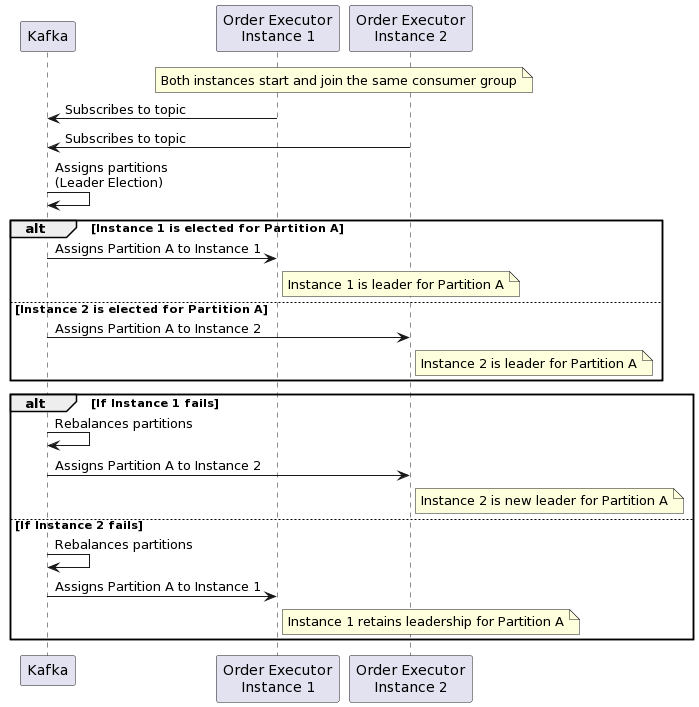 Kafka
Order Executor
Instance 1
Order Executor
Instance 2
Both instances start and join the same consumer group
Subscribes to topic
Subscribes to topic
Assigns partitions
(Leader Election)
alt [Instance 1 is elected for Partition A]
Assigns Partition A to Instance 1
Instance 1 is leader for Partition A
[Instance 2 is elected for Partition A]
Assigns Partition A to Instance 2
Instance 2 is leader for Partition A
alt [If Instance 1 fails]
Rebalances partitions
Assigns Partition A to Instance 2
Instance 2 is new leader for Partition A
[If Instance 2 fails]
Rebalances partitions
Assigns Partition A to Instance 1
Instance 1 retains leadership for Partition A
Kafka
Order Executor
Instance 1
Order Executor
Instance 2